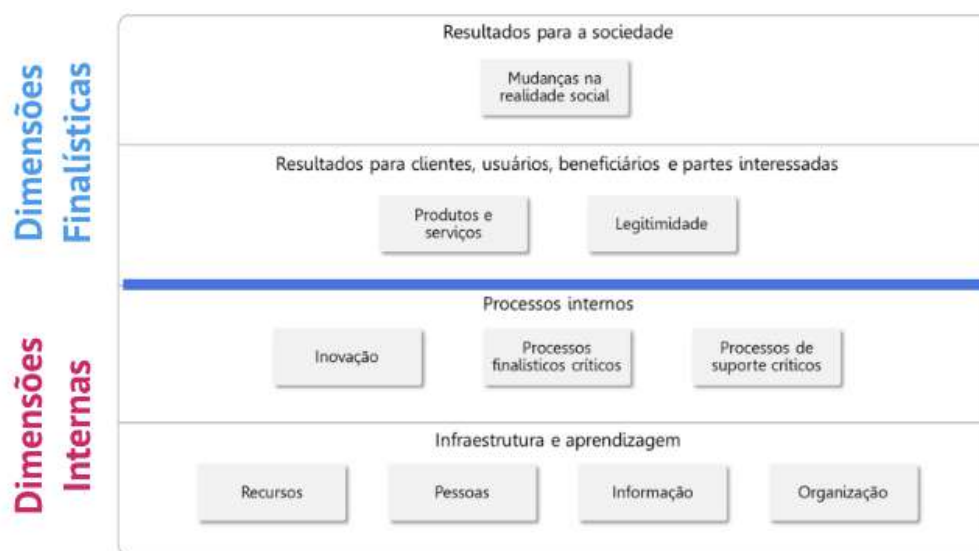 Dimensões
Finalísticas
Resultados para a sociedade
Mudanças na
realidade social
Resultados para clientes, usuários, beneficiários e partes interessadas
Produtos e
serviços
Legitimidade
Dimensões
Internas
Processos internos
Inovação
Processos
finalísticos críticos
Processos de
suporte críticos
Infraestrutura e aprendizagem
Recursos
Pessoas
Informação
Organização